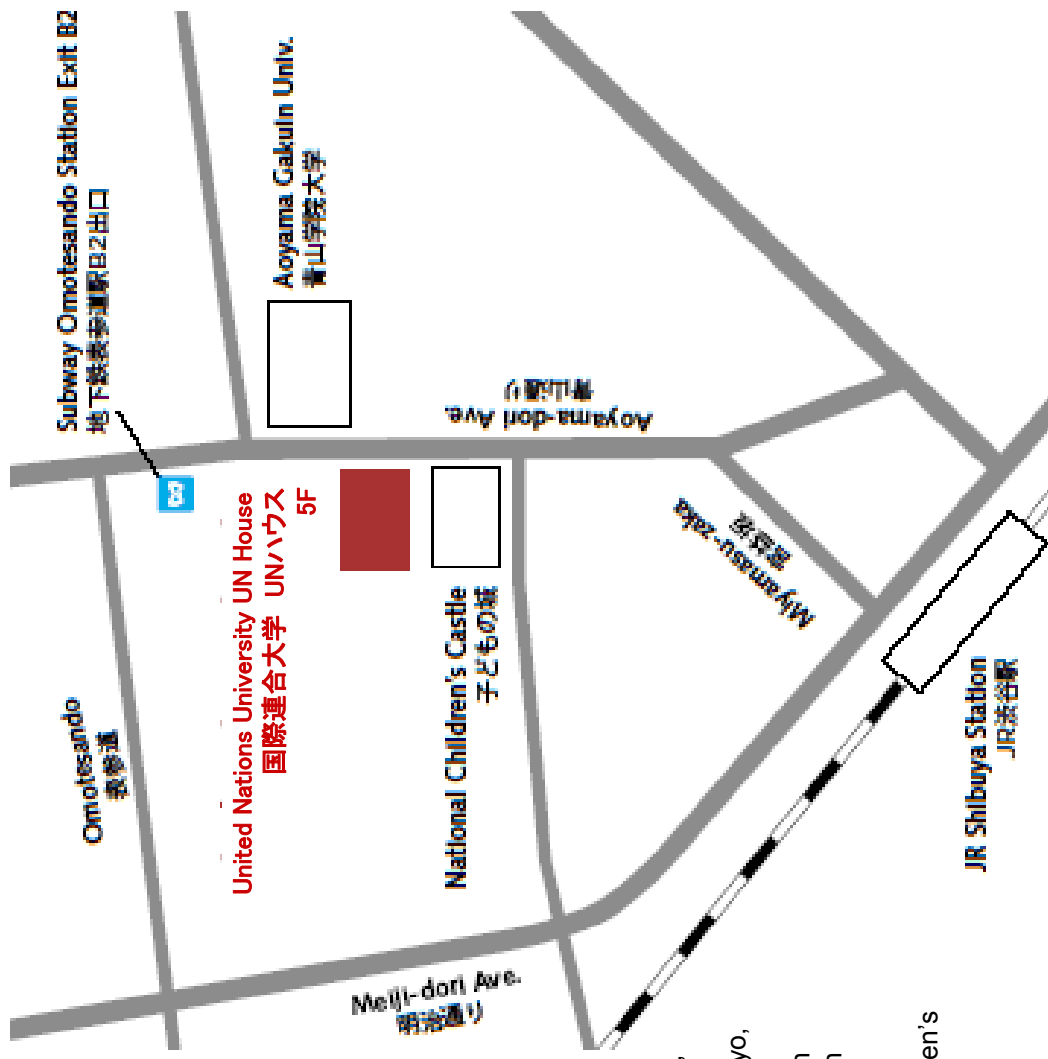 Subway Omotesando Station Exit B2
地下鉄表参道駅B2出口
Aoyama Gakuin Univ.
青山学院大学
Omotesando
表参道
United Nations University UN House
国際連合大学 UNハウス
5F
National Children's Castle
子どもの城
Aoyama-dori Ave.
青山通り
Miyamasu-zaka
宮益坂
Meiji-dori Ave.
明治通り
JR Shibuya Station
JR渋谷駅
yo,
n
n
en's